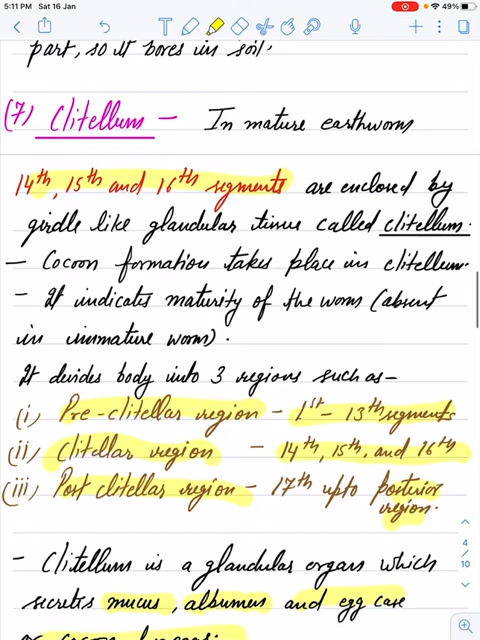 5:11 PM Sat 16 Jan 49%
part, so it bores in soil.
(7) Clitellum – In mature earthworm
14th, 15th and 16th segments are enclosed by
girdle like glandular tissue called clitellum.
– Cocoon formation takes place in clitellum.
– It indicates maturity of the worm (absent
in immature worm).
It divides body into 3 regions such as–
(i) Pre-clitellar region – 1st – 13th segments
(ii) Clitellar region – 14th, 15th, and 16th
(iii) Post clitellar region – 17th upto posterior
region.
– Clitellum is a glandular organs which
secretes mucus, albumen and egg case
4
/
10